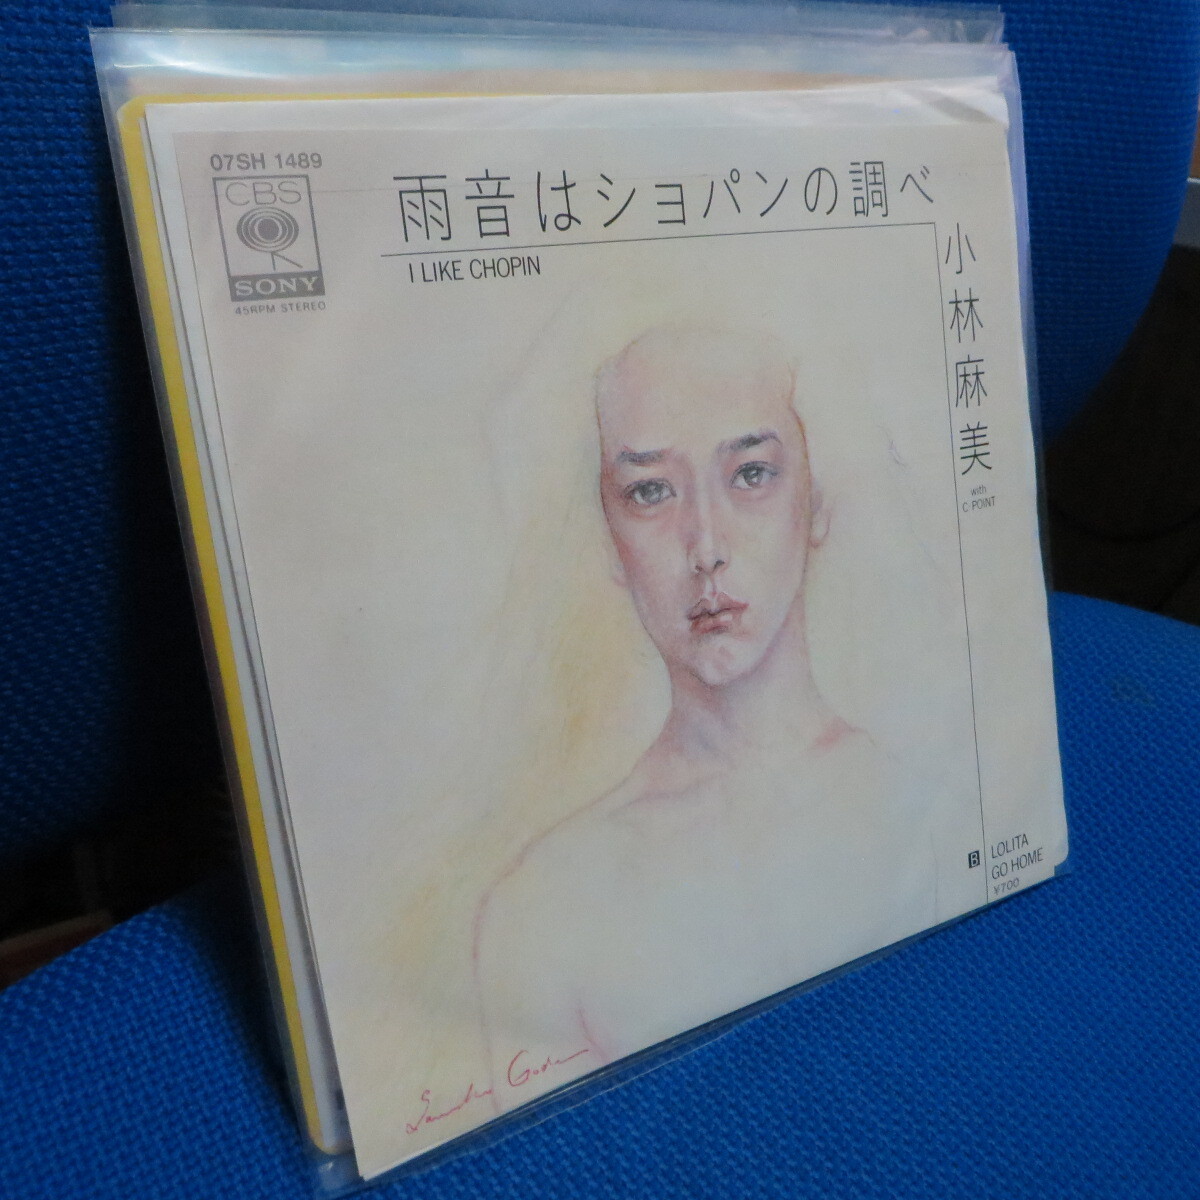 07SH 1489
CBS
SONY
45RPM STEREO
雨音はショパンの調べ
I LIKE CHOPIN
小林麻美
with
C-POINT
B LOLITA
GO HOME
¥700